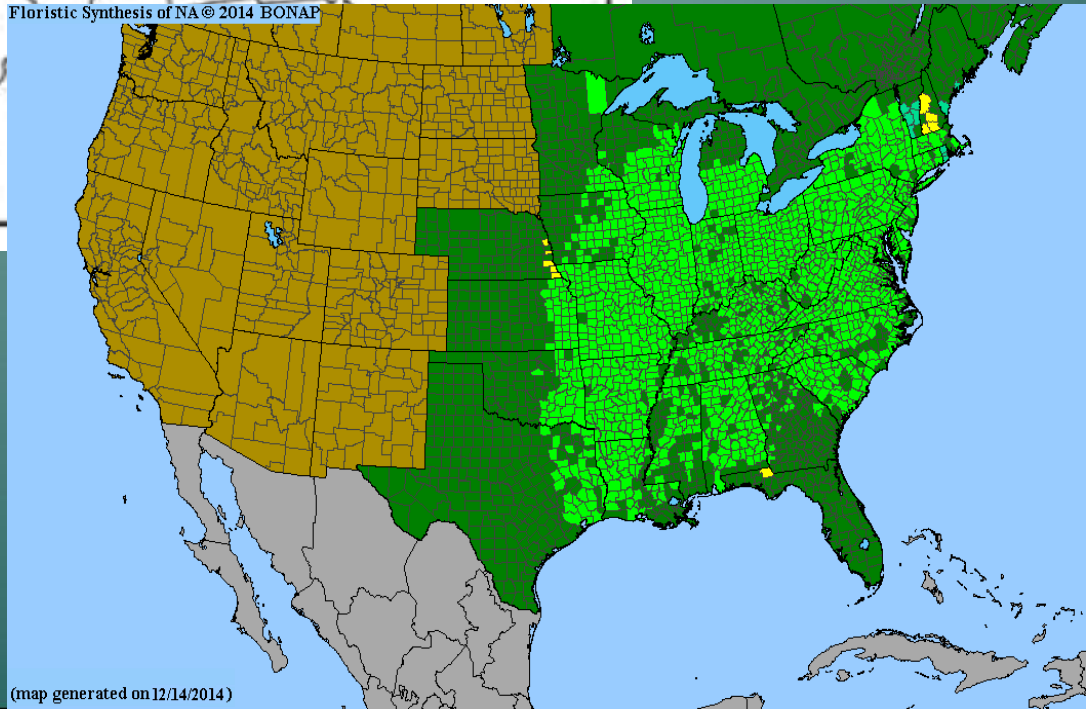 Floristic Synthesis of NA © 2014 BONAP
(map generated on 12/14/2014)